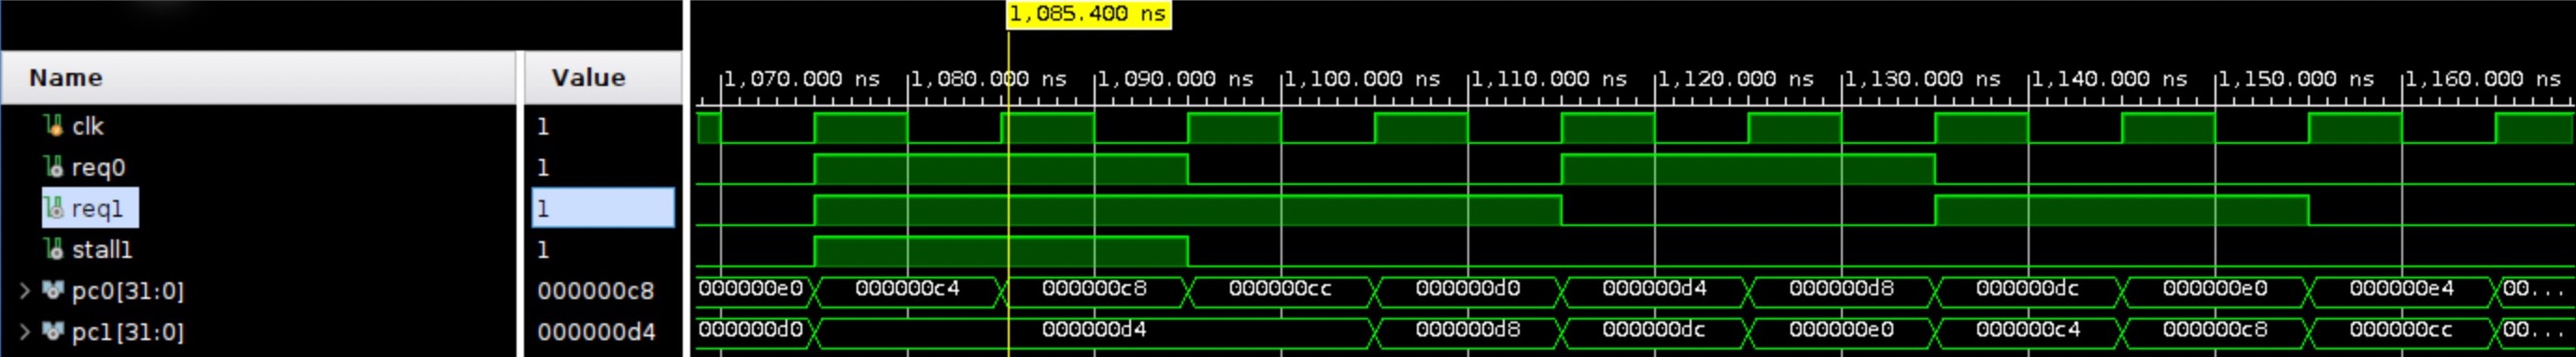 1,085.400 ns
Name Value
1,070.000 ns 1,080.000 ns 1,090.000 ns 1,100.000 ns 1,110.000 ns 1,120.000 ns 1,130.000 ns 1,140.000 ns 1,150.000 ns 1,160.000 ns
clk 1
req0 1
req1 1
stall1 1
pc0[31:0] 000000c8 000000e0 000000c4 000000c8 000000cc 000000d0 000000d4 000000d8 000000dc 000000e0 000000e4 00...
pc1[31:0] 000000d4 000000d0 000000d4 000000d8 000000dc 000000e0 000000c4 000000c8 000000cc 00...